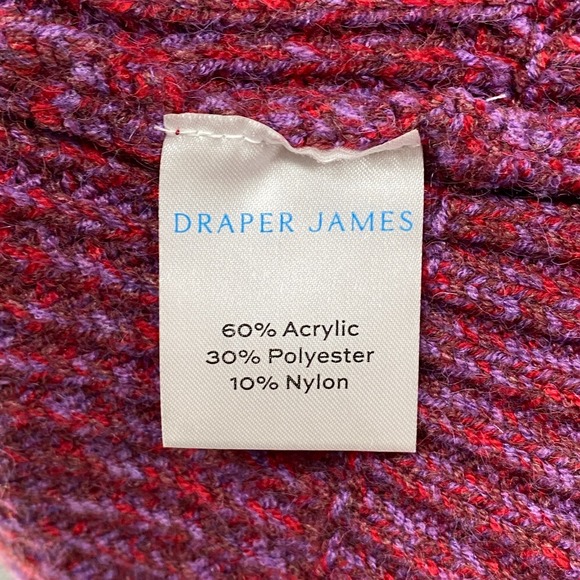 DRAPER JAMES
60% Acrylic
30% Polyester
10% Nylon